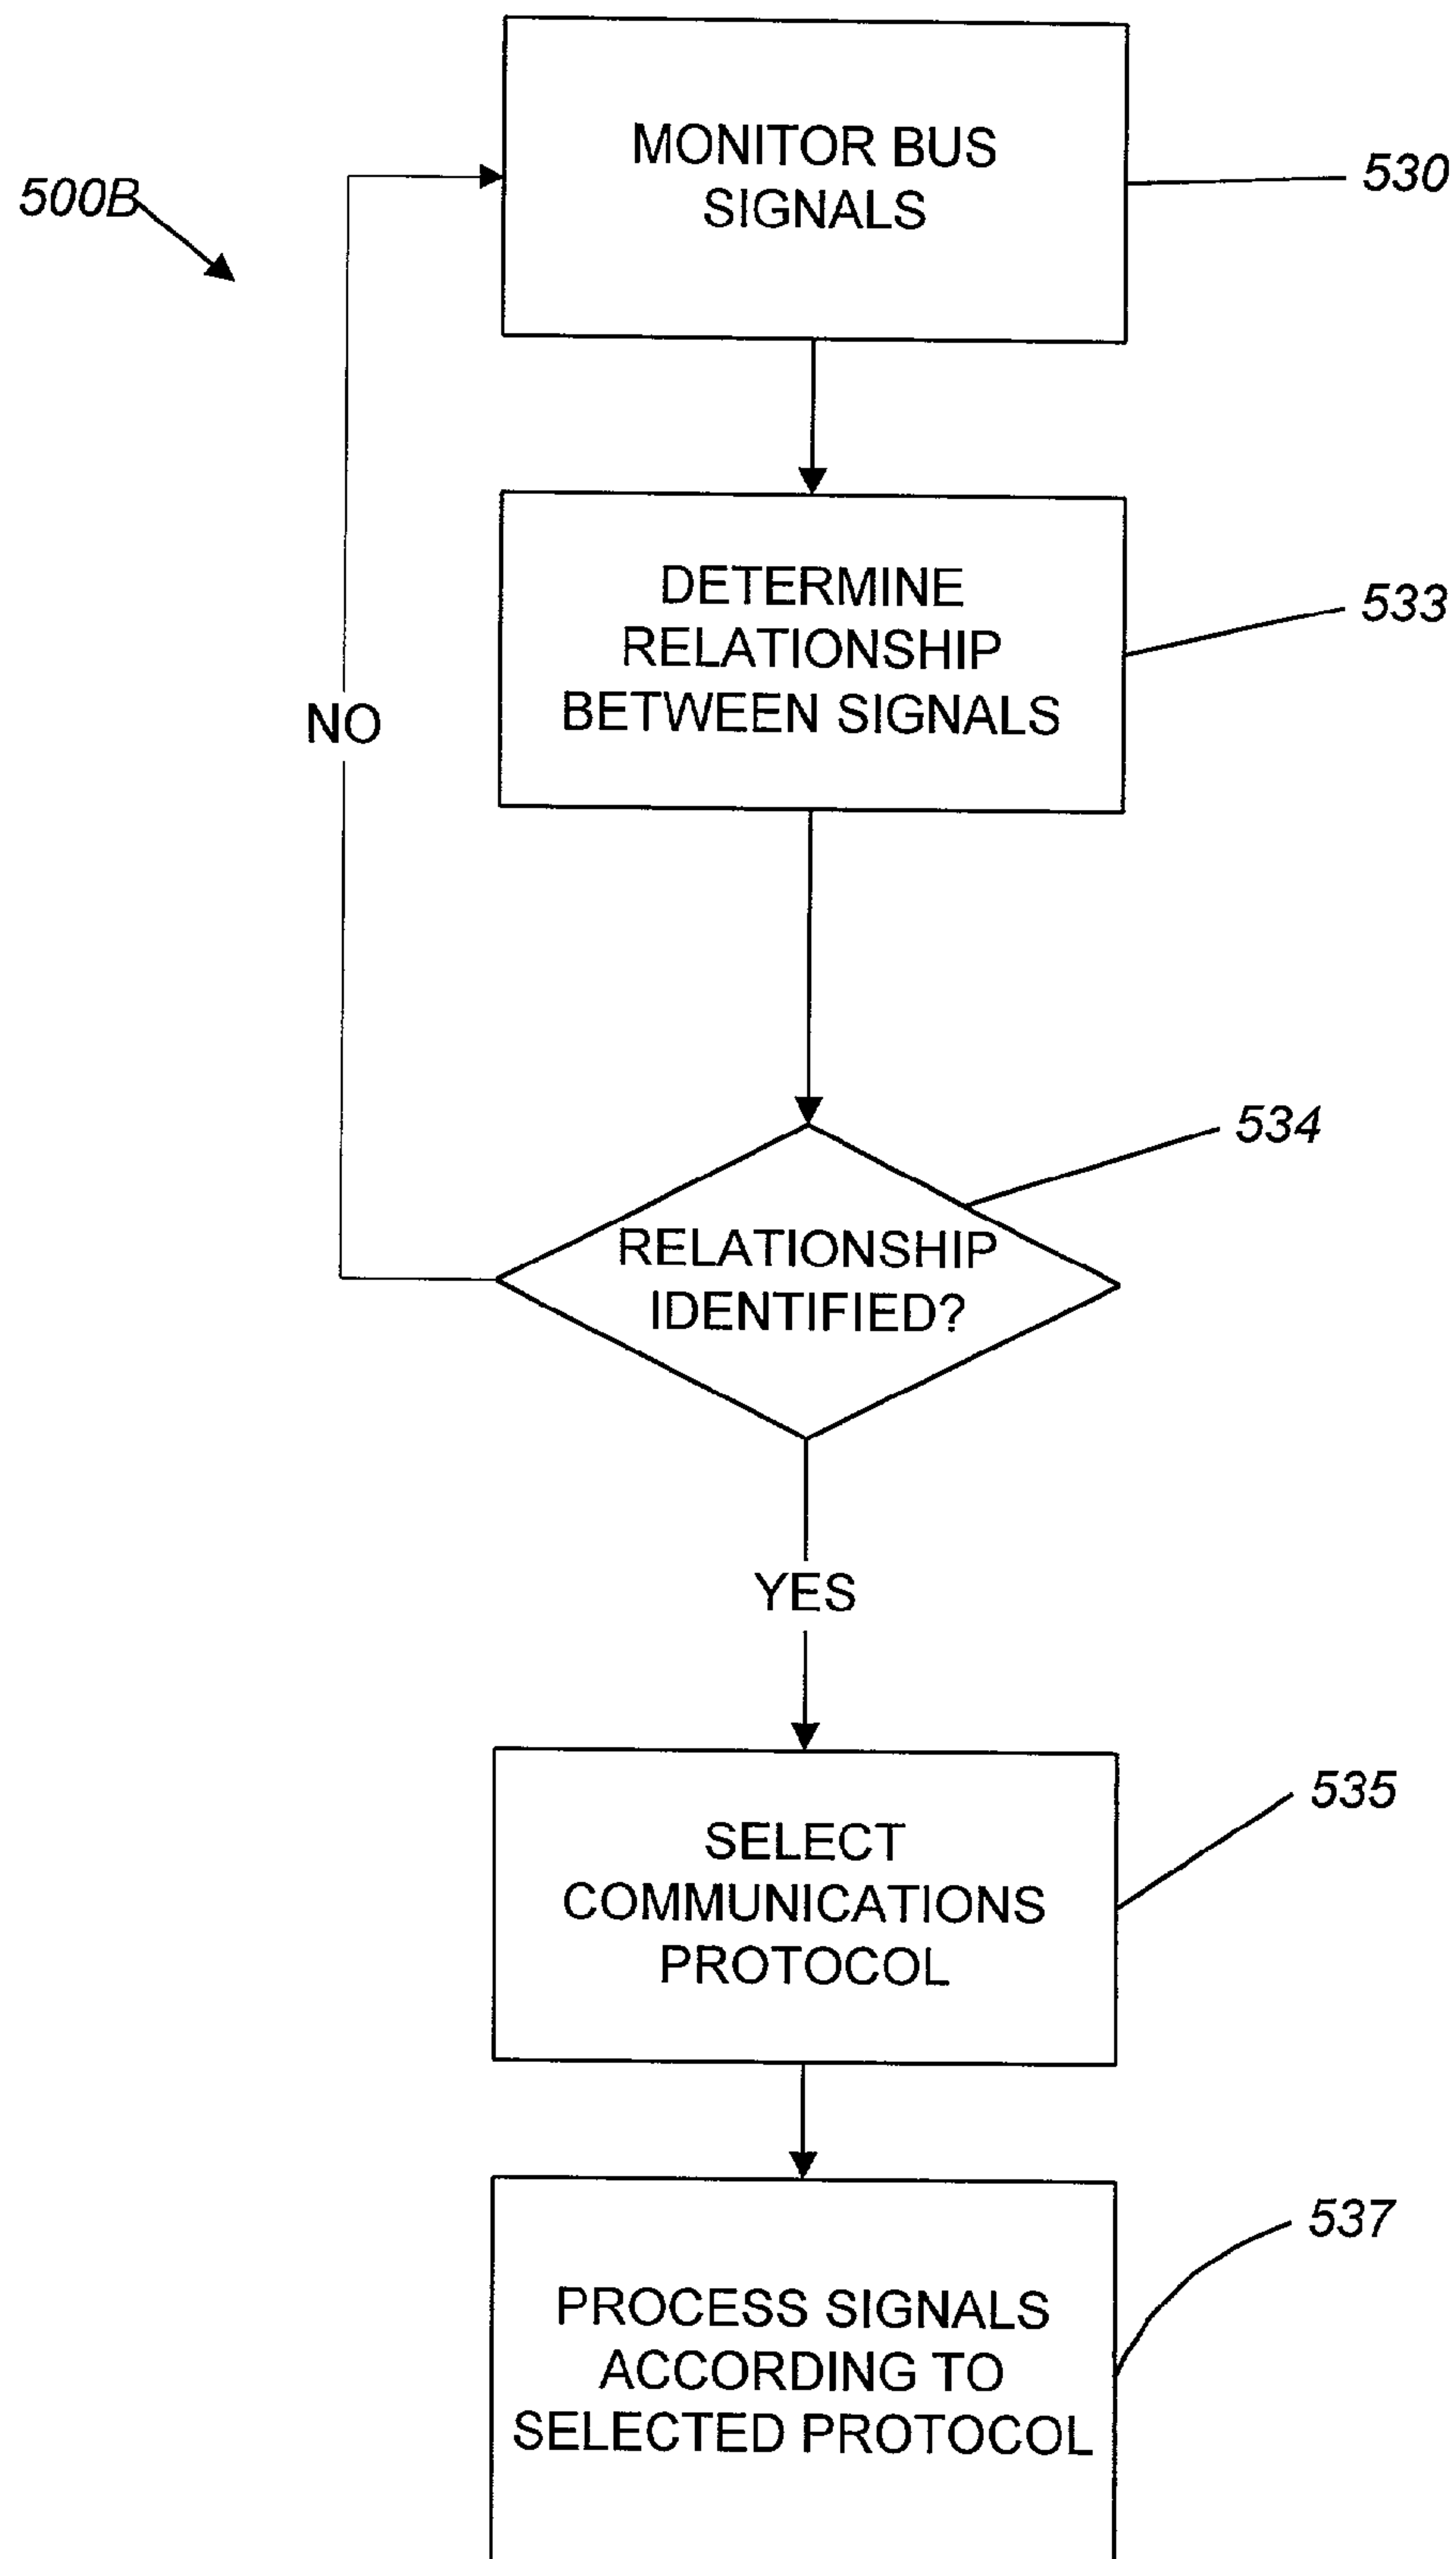 500B
MONITOR BUS
SIGNALS
530
DETERMINE
RELATIONSHIP
BETWEEN SIGNALS
533
NO
534
RELATIONSHIP
IDENTIFIED?
YES
SELECT
COMMUNICATIONS
PROTOCOL
535
PROCESS SIGNALS
ACCORDING TO
SELECTED PROTOCOL
537